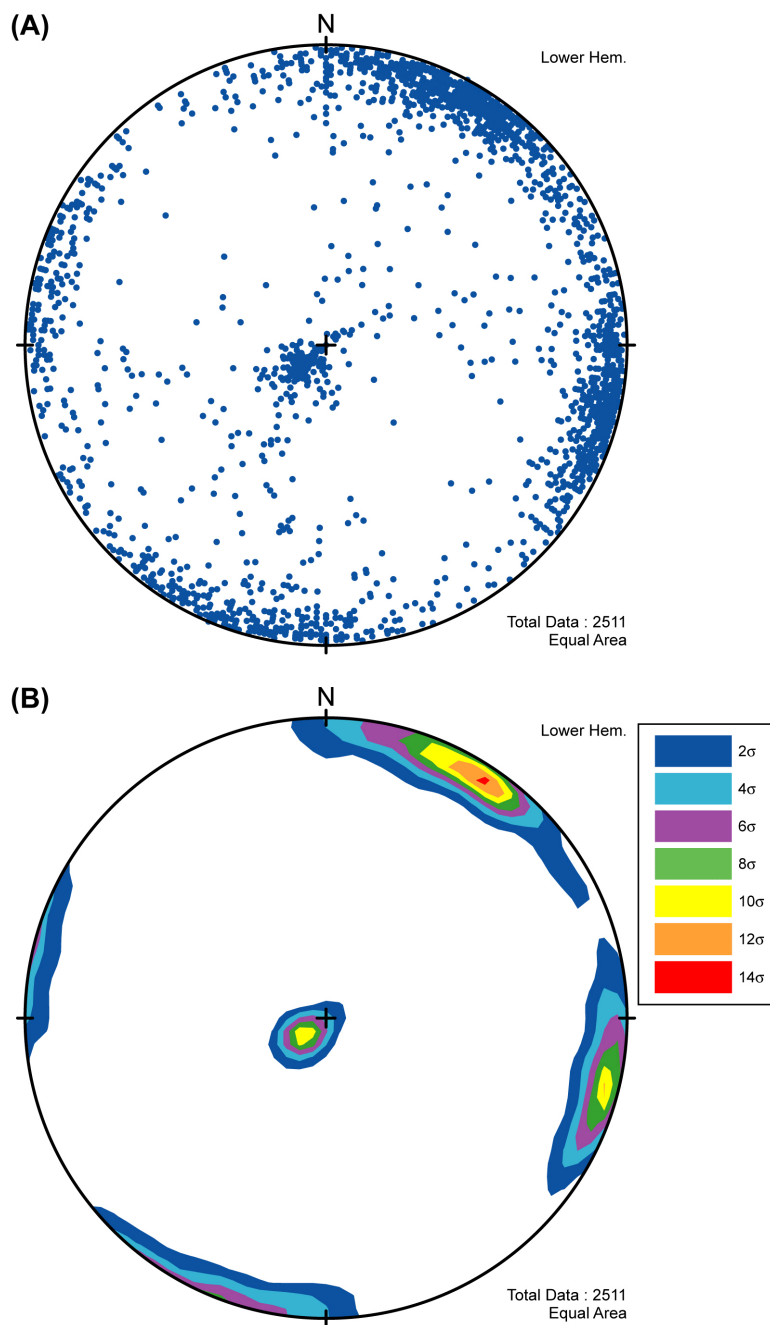 (A)
N
Lower Hem.
Total Data : 2511
Equal Area
(B)
N
Lower Hem.
2σ
4σ
6σ
8σ
10σ
12σ
14σ
Total Data : 2511
Equal Area